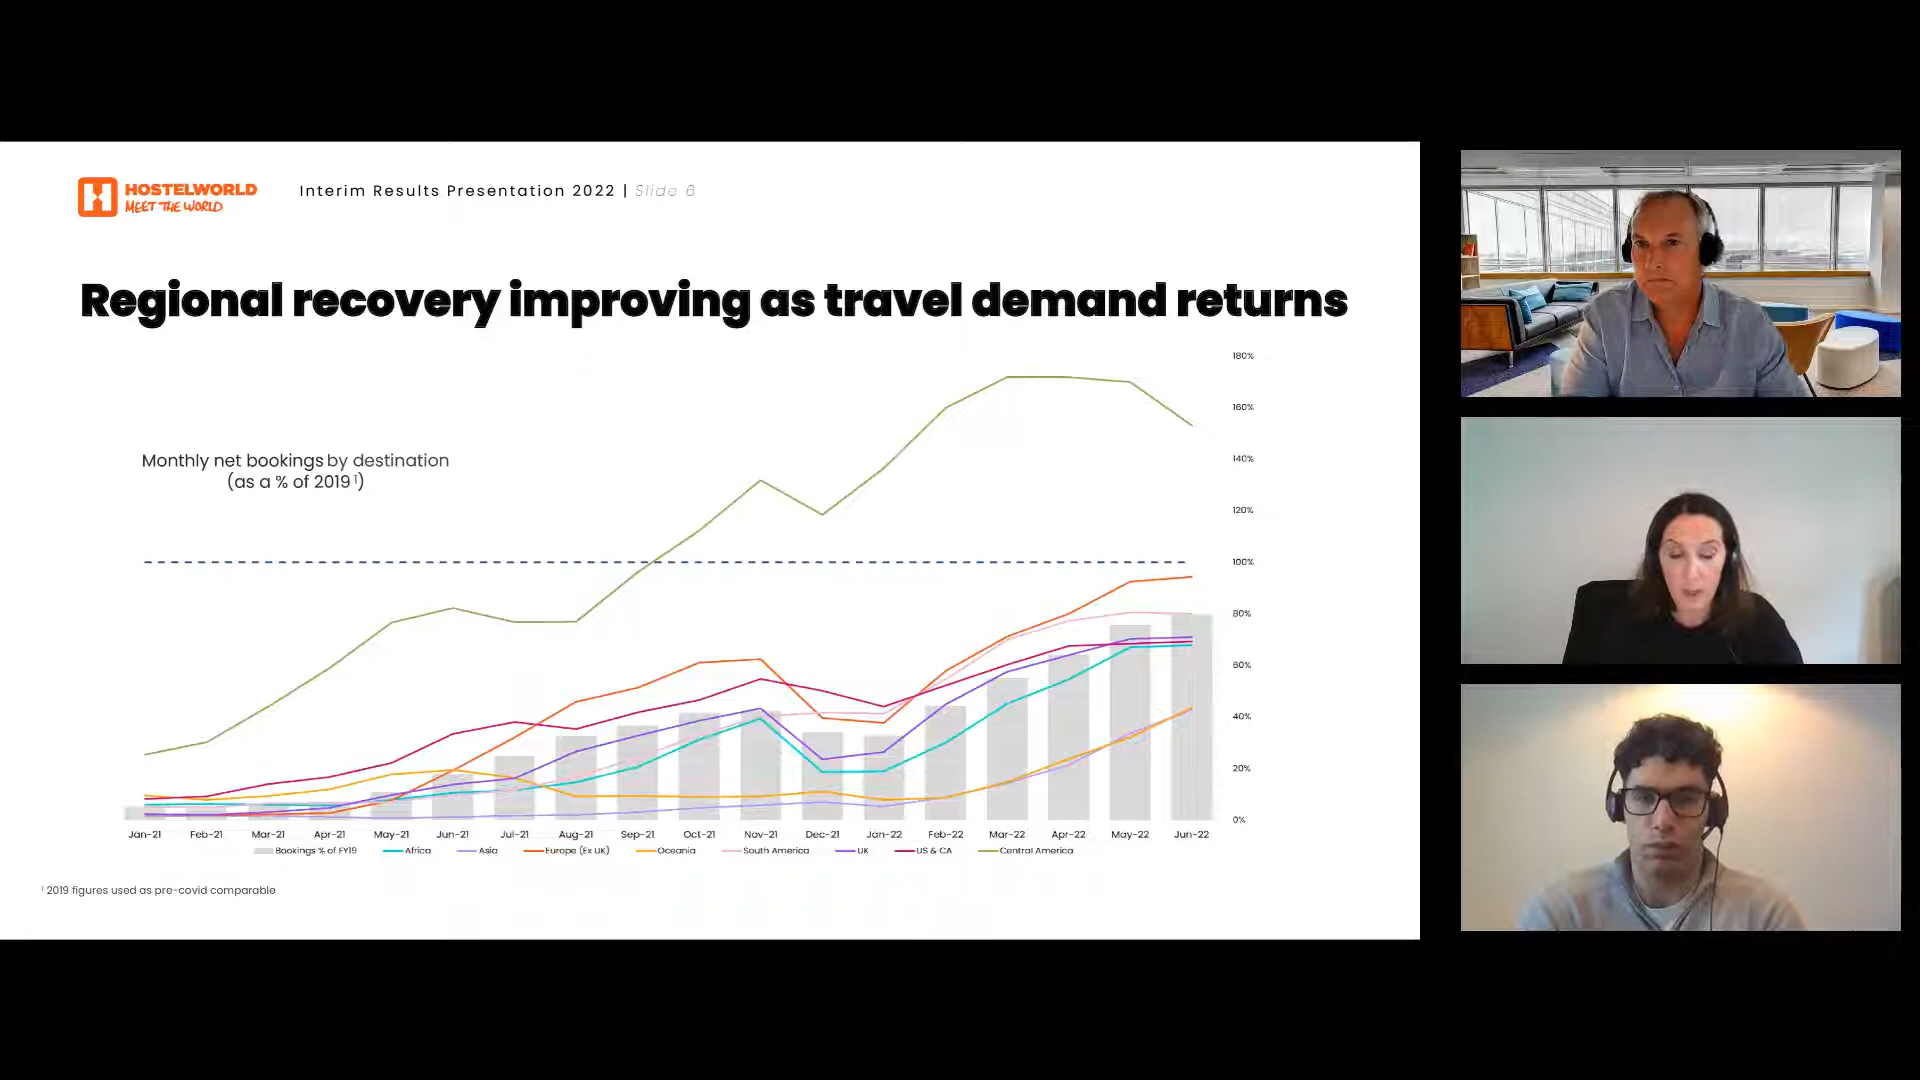 HOSTELWORLD
MEET THE WORLD
Interim Results Presentation 2022 | Slide 6
Regional recovery improving as travel demand returns
Monthly net bookings by destination
(as a % of 2019 ¹)
180%
160%
140%
120%
100%
80%
60%
40%
20%
0%
Jan-21 Feb-21 Mar-21 Apr-21 May-21 Jun-21 Jul-21 Aug-21 Sep-21 Oct-21 Nov-21 Dec-21 Jan-22 Feb-22 Mar-22 Apr-22 May-22 Jun-22
Bookings % of FY19 Africa Asia Europe (Ex UK) Oceania South America UK US & CA Central America
¹ 2019 figures used as pre-covid comparable